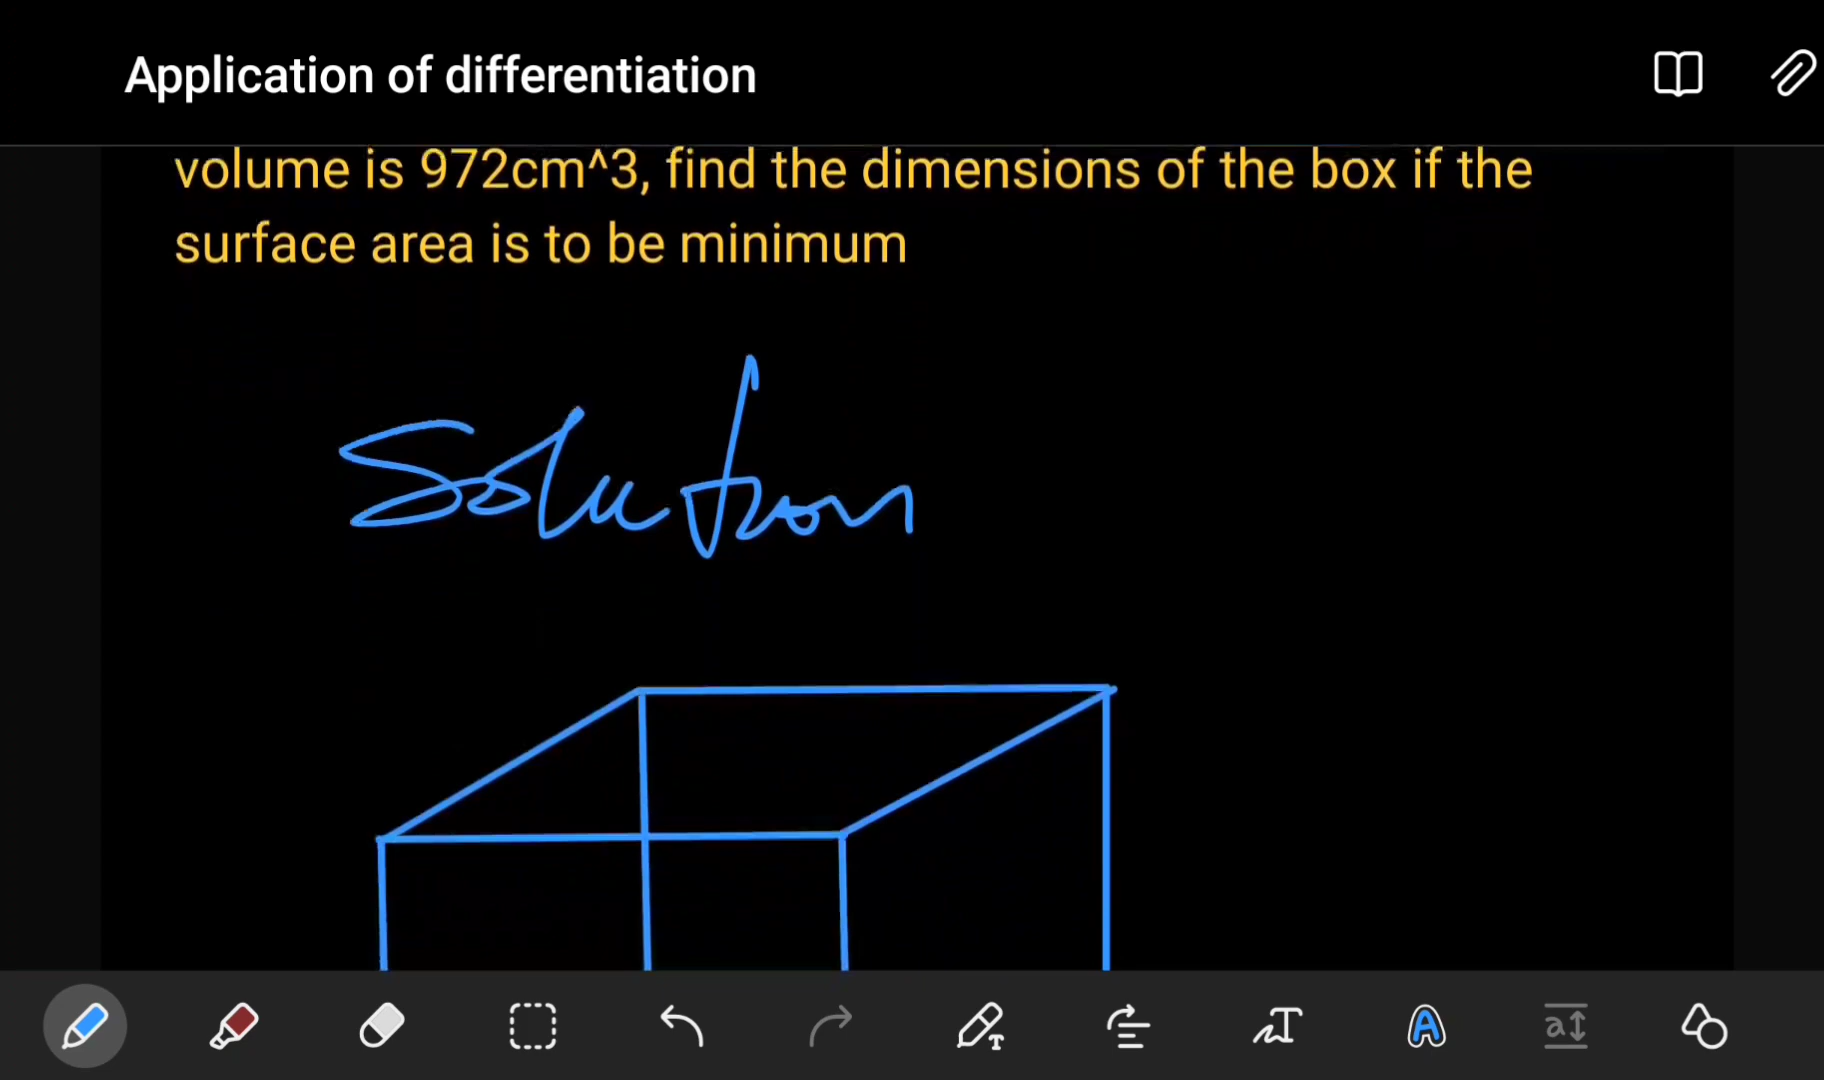 Application of differentiation
volume is 972cm^3, find the dimensions of the box if the
surface area is to be minimum
Solution